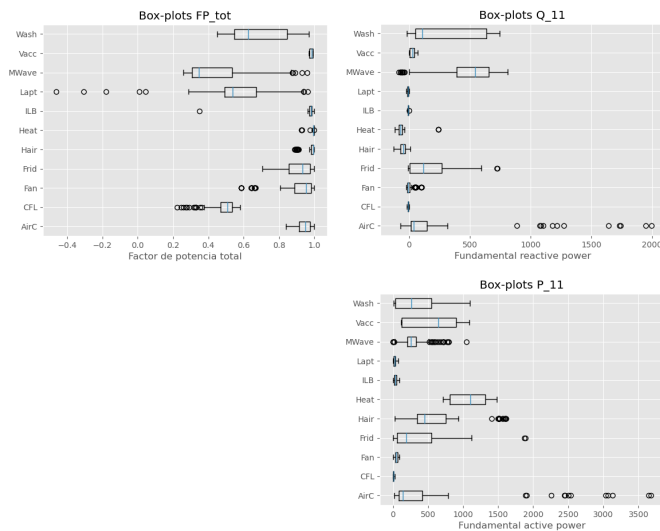 Box-plots FP_tot
Wash
Vacc
MWave
Lapt
ILB
Heat
Hair
Frid
Fan
CFL
AirC
−0.4 −0.2 0.0 0.2 0.4 0.6 0.8 1.0
Factor de potencia total
Box-plots Q_11
Wash
Vacc
MWave
Lapt
ILB
Heat
Hair
Frid
Fan
CFL
AirC
0 500 1000 1500 2000
Fundamental reactive power
Box-plots P_11
Wash
Vacc
MWave
Lapt
ILB
Heat
Hair
Frid
Fan
CFL
AirC
0 500 1000 1500 2000 2500 3000 3500
Fundamental active power